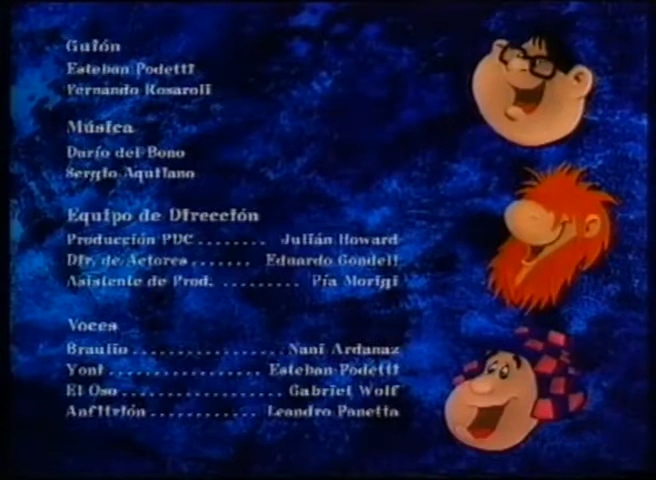 Guión
Esteban Podetti
Fernando Rosaroli
Música
Darío del Bono
Sergio Aquilano
Equipo de Dirección
Producción PDC........ Julián Howard
Dir. de Actores....... Eduardo Gondell
Asistente de Prod. ......... Pía Morigi
Voces
Braulio................ Nani Ardanaz
Yoni................ Esteban Podetti
El Oso................. Gabriel Wolf
Anfitrión............ Leandro Panetta